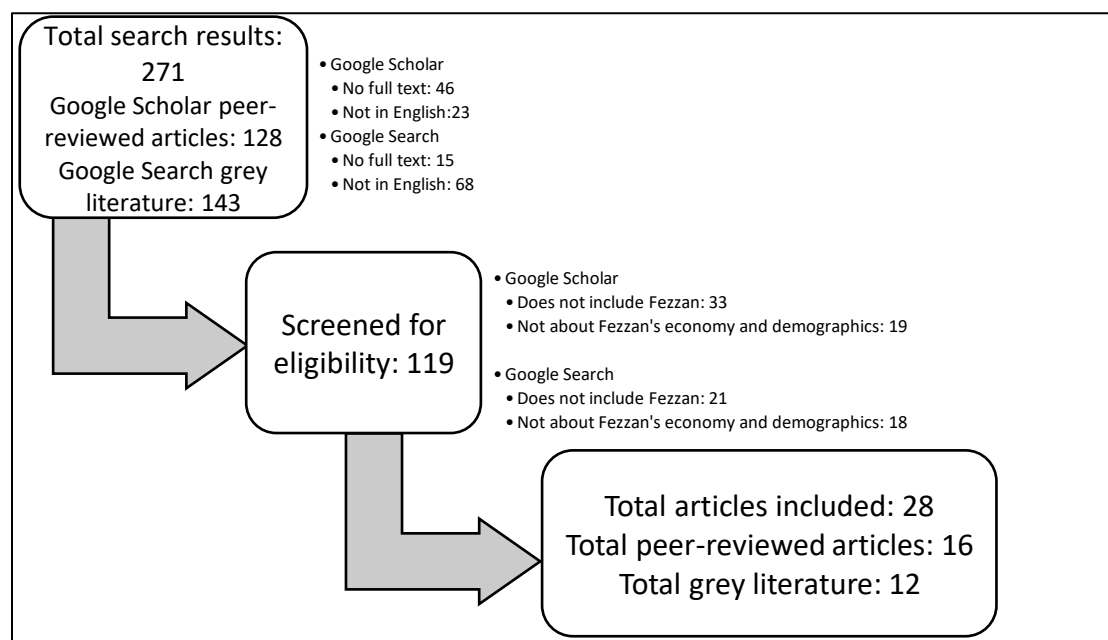 Total search results:
271
Google Scholar peer-
reviewed articles: 128
Google Search grey
literature: 143
• Google Scholar
• No full text: 46
• Not in English:23
• Google Search
• No full text: 15
• Not in English: 68
Screened for
eligibility: 119
• Google Scholar
• Does not include Fezzan: 33
• Not about Fezzan's economy and demographics: 19
• Google Search
• Does not include Fezzan: 21
• Not about Fezzan's economy and demographics: 18
Total articles included: 28
Total peer-reviewed articles: 16
Total grey literature: 12